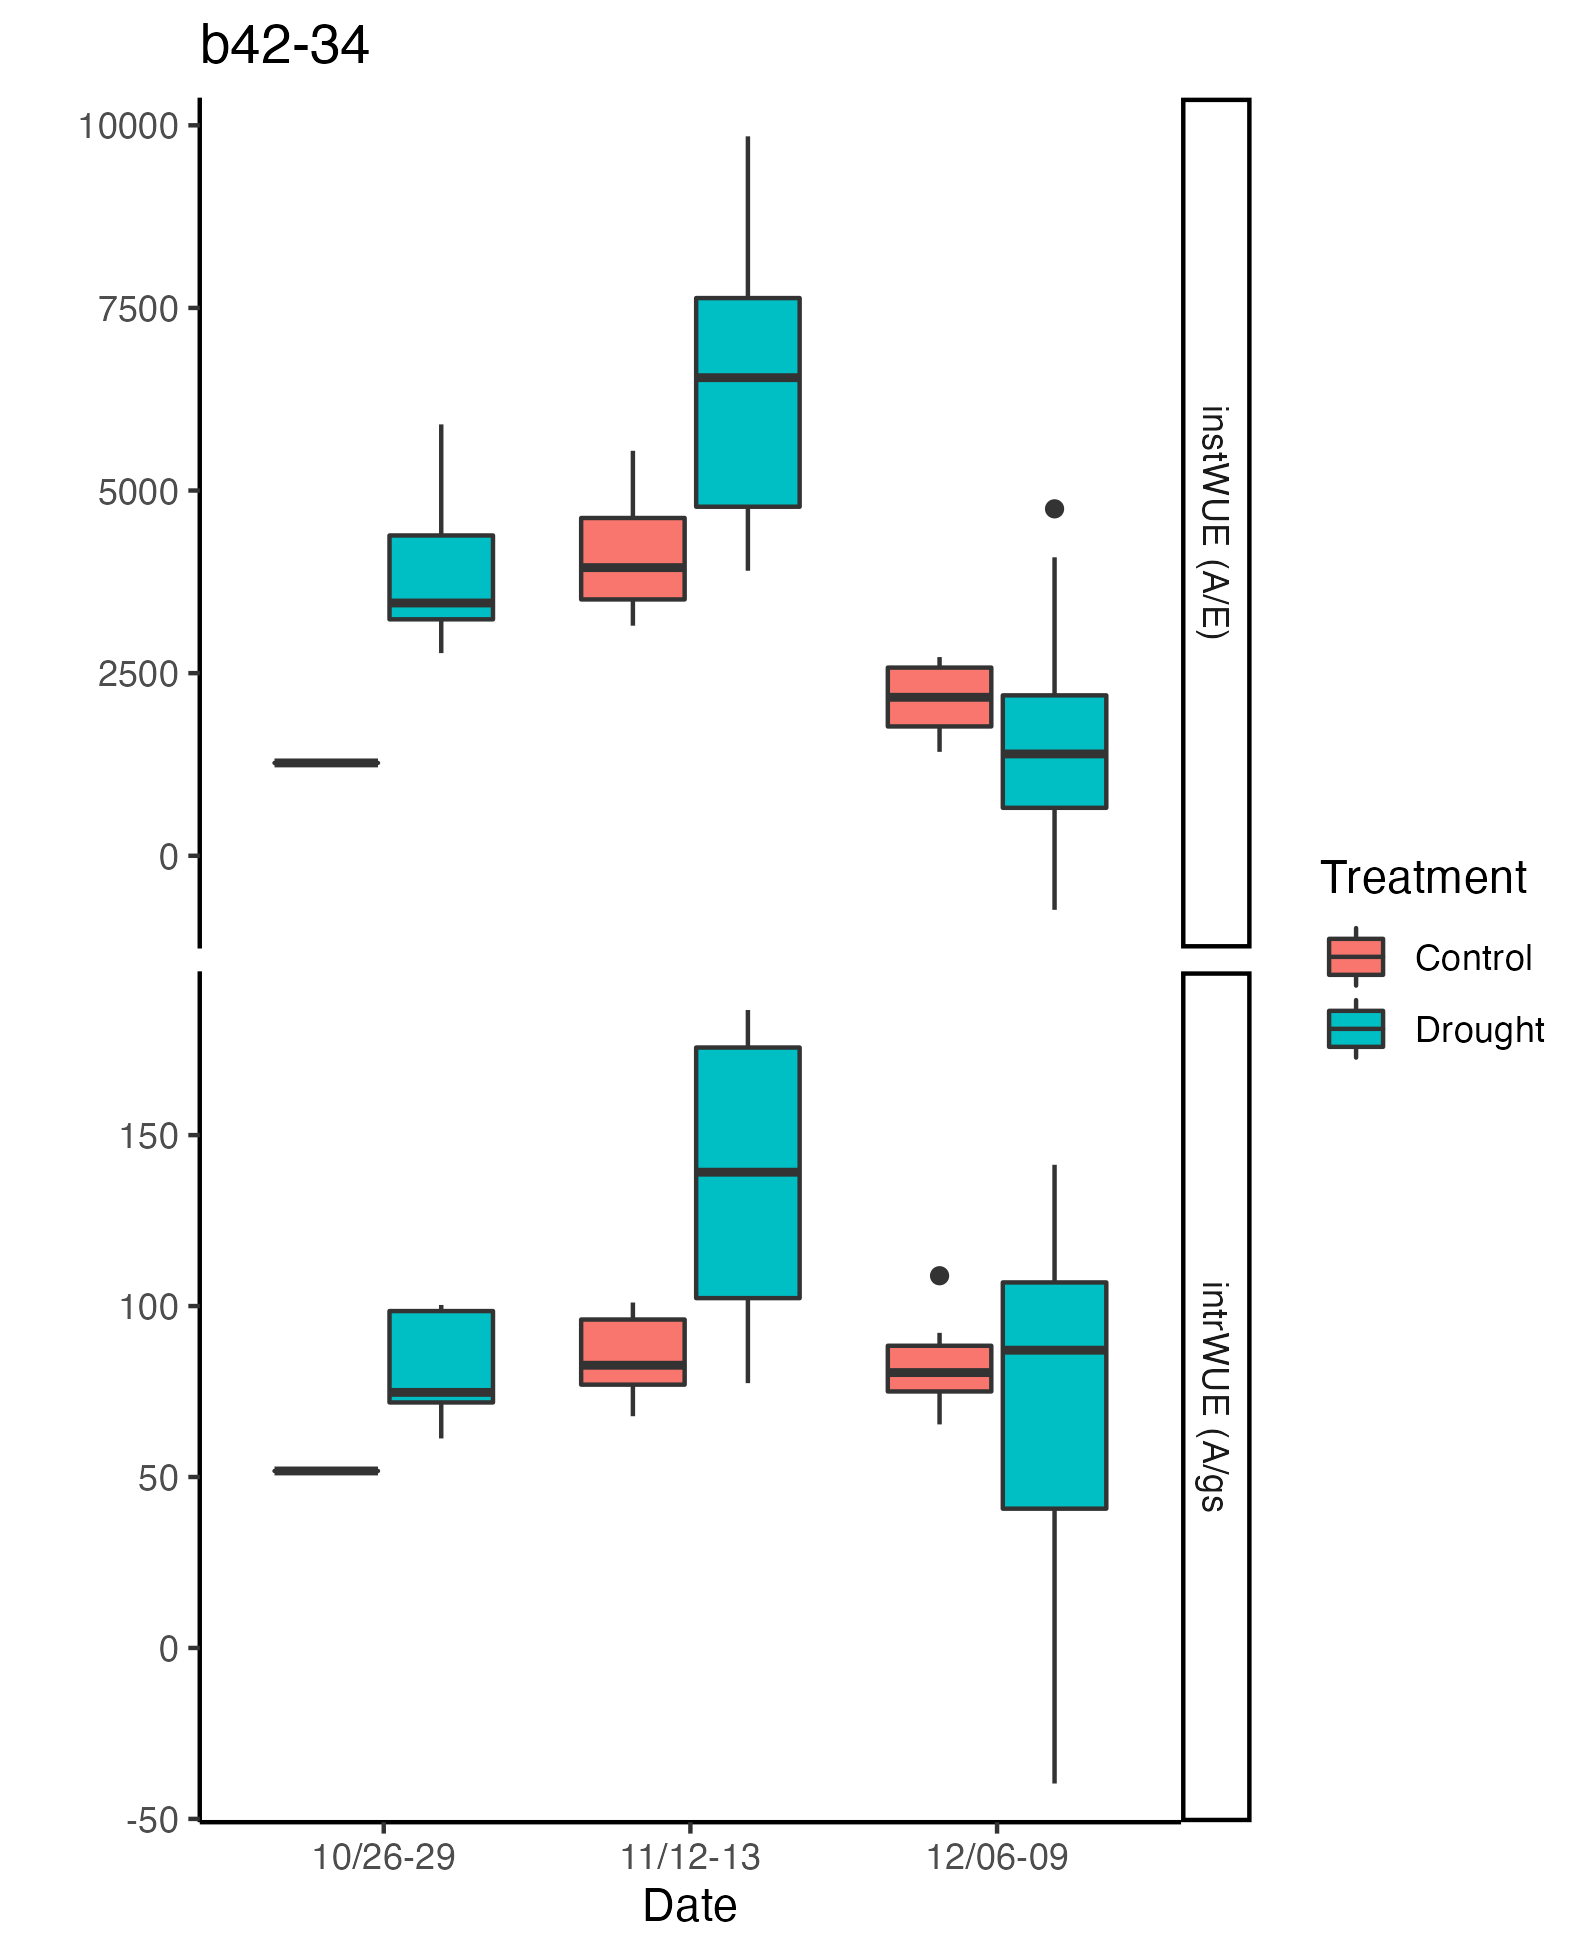 b42-34
10000
7500
5000
2500
0
instWUE (A/E)
150
100
50
0
-50
intrWUE (A/gs
10/26-29
11/12-13
12/06-09
Date
Treatment
Control
Drought